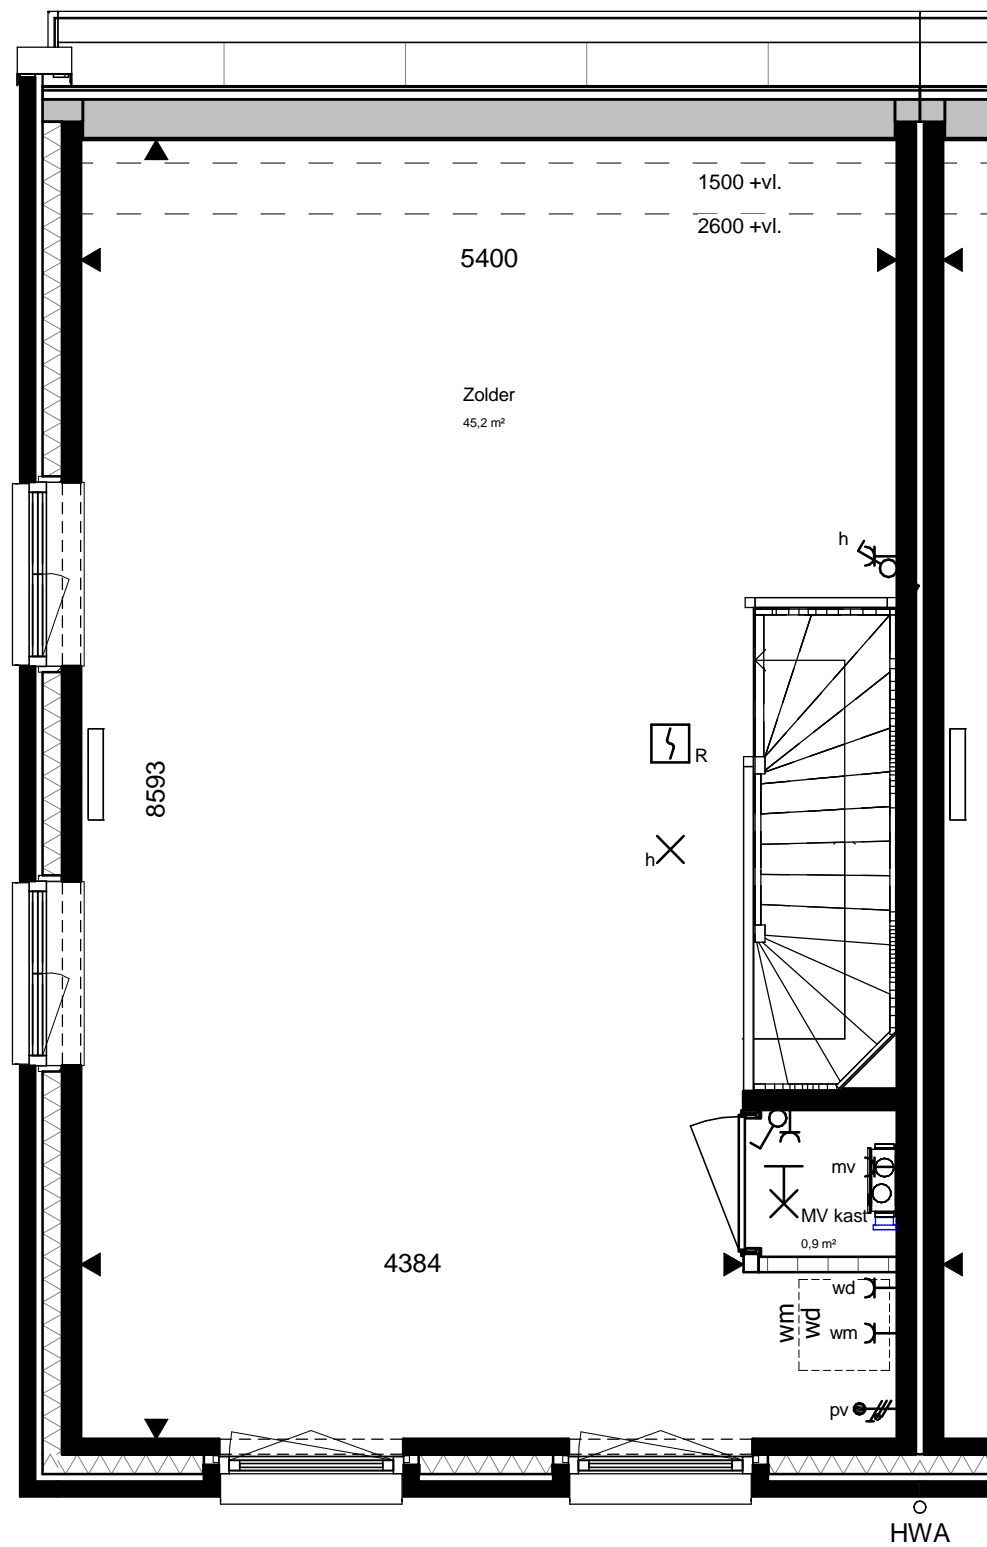 1500 +vl.
2600 +vl.
5400
Zolder
45,2 m²
h
R
8593
h
mv
MV kast
0,9 m²
4384
wd
wm
wd
wm
pv
HWA